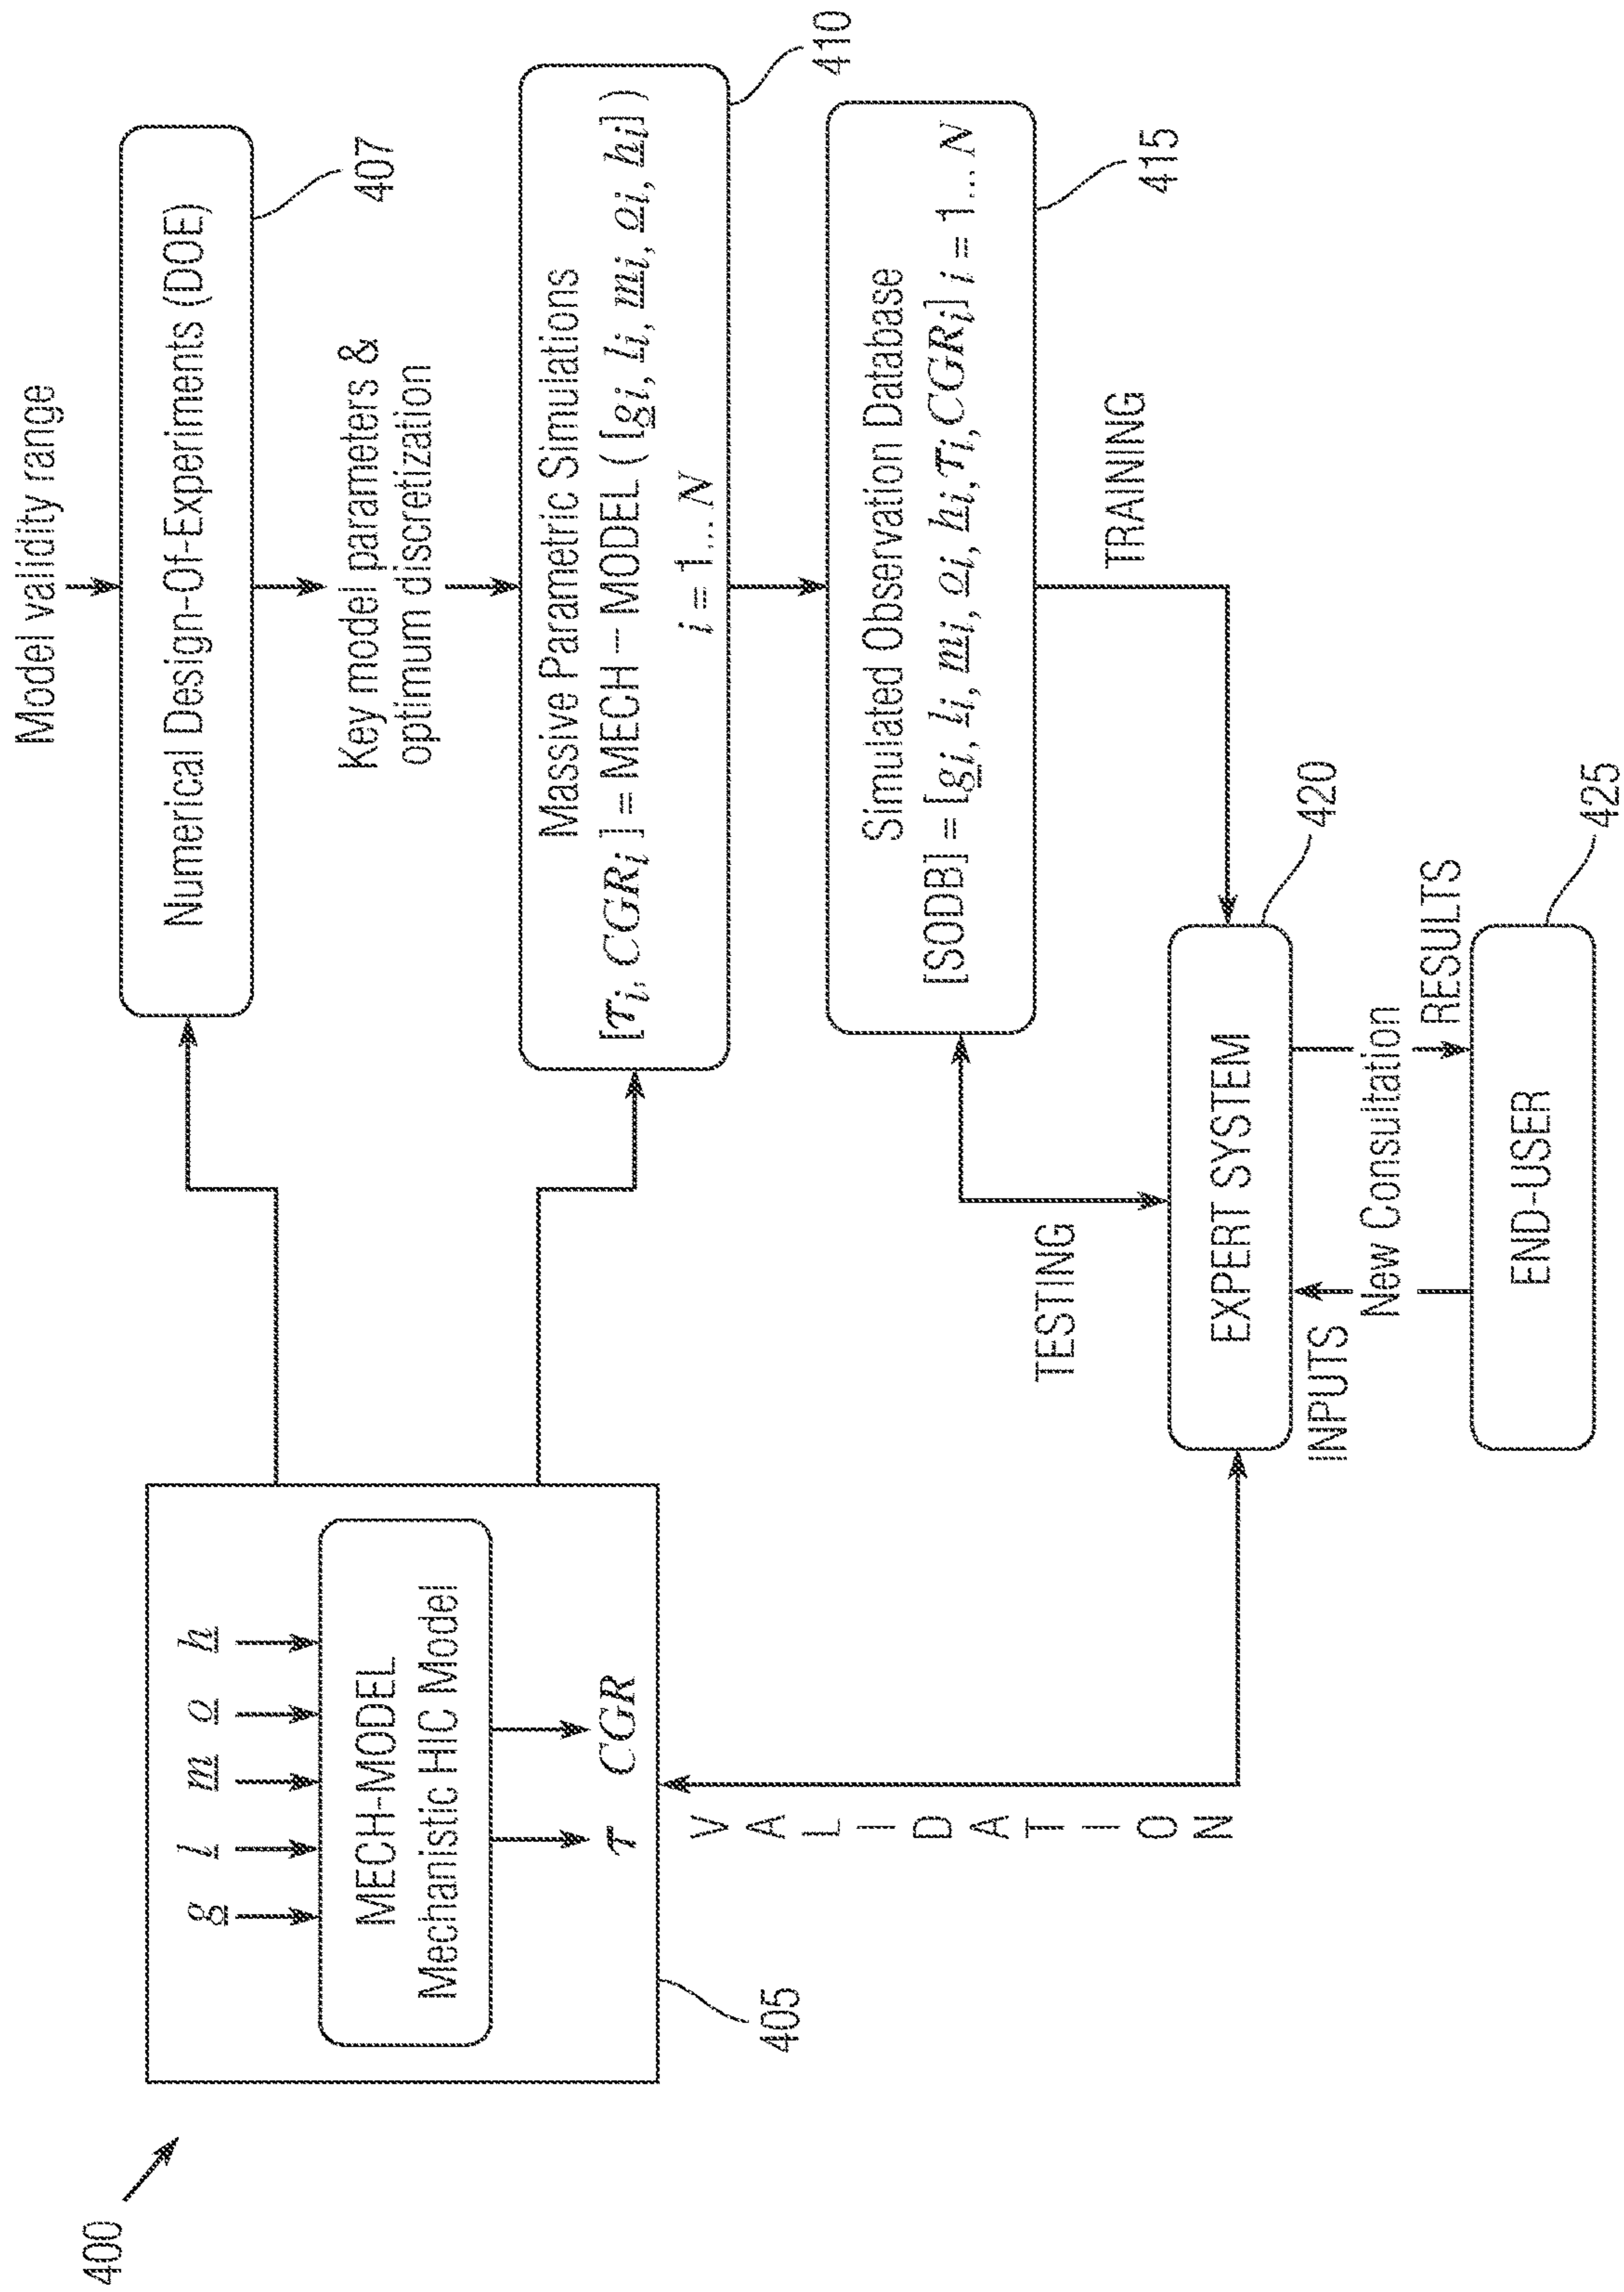 400
g l m o h
MECH-MODEL
Mechanistic HIC Model
τ CGR
405
VALIDATION
Model validity range
Numerical Design-Of-Experiments (DOE)
407
Key model parameters &
optimum discretization
Massive Parametric Simulations
[τi, CGRi] = MECH-MODEL ([gi, li, mi, oi, hi])
i = 1... N
410
Simulated Observation Database
[SODB] = [gi, li, mi, oi, hi, τi, CGRi] i = 1... N
415
TESTING
TRAINING
EXPERT SYSTEM
420
INPUTS
New Consultation
RESULTS
END-USER
425